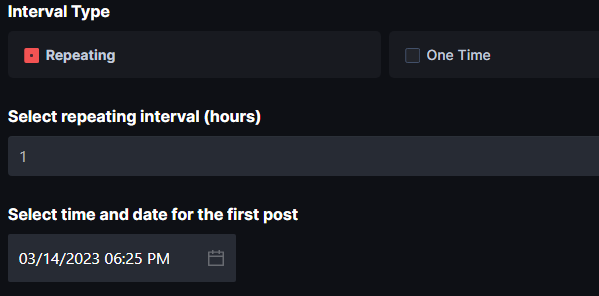 Interval Type
Repeating
One Time
Select repeating interval (hours)
1
Select time and date for the first post
03/14/2023 06:25 PM